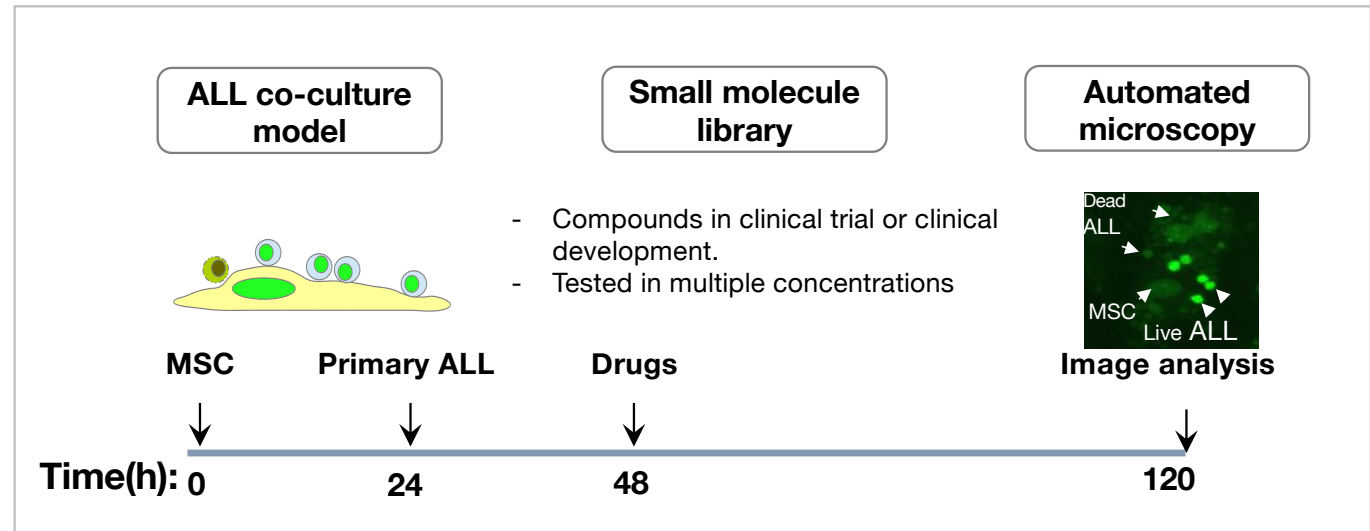 ALL co-culture
model
Small molecule
library
Automated
microscopy
- Compounds in clinical trial or clinical
development.
- Tested in multiple concentrations
Dead
ALL
MSC
Live ALL
MSC
Primary ALL
Drugs
Image analysis
Time(h): 0 24 48 120